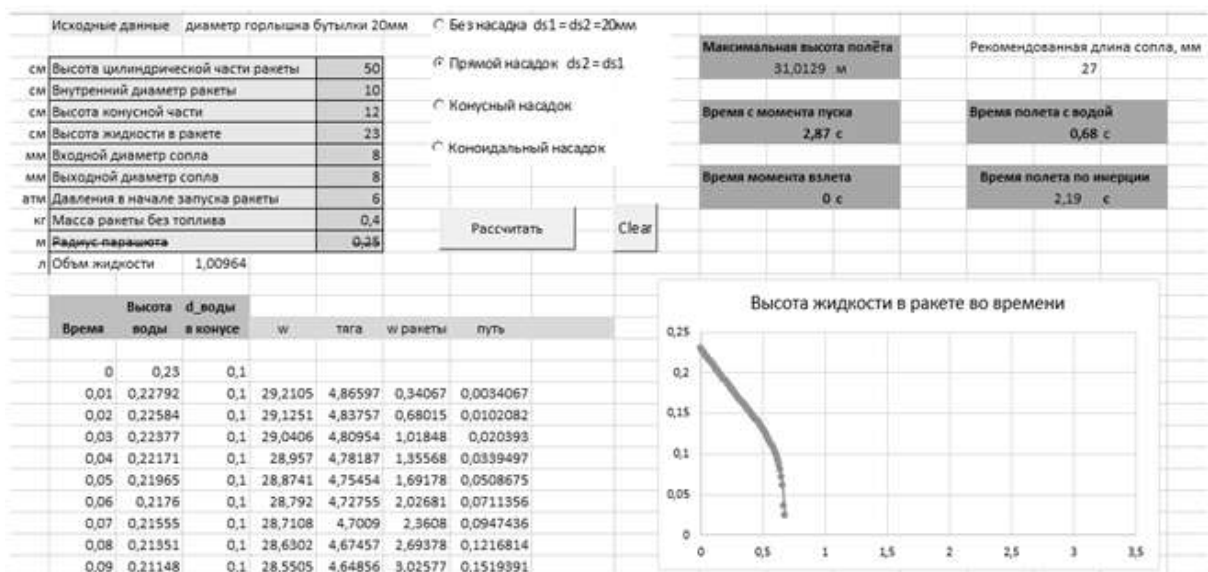 Исходные данные диаметр горлышка бутылки 20мм
см Высота цилиндрической части ракеты 50
см Внутренний диаметр ракеты 10
см Высота конусной части 12
см Высота жидкости в ракете 23
мм Входной диаметр сопла 8
мм Выходной диаметр сопла 8
атм Давления в начале запуска ракеты 6
кг Масса ракеты без топлива 0,4
м Радиус парашюта 0,25
л Объм жидкости 1,00964
Без насадка ds1 = ds2 =20мм
Прямой насадок ds2 = ds1
Конусный насадок
Коноидальный насадок
Рассчитать
Clear
Максимальная высота полёта
31,0129 м
Рекомендованная длина сопла, мм
27
Время с момента пуска
2,87 с
Время полета с водой
0,68 с
Время момента взлета
0 с
Время полета по инерции
2,19 с
Время Высота воды d_воды в конусе w тяга w ракеты путь
0 0,23 0,1
0,01 0,22792 0,1 29,2105 4,86597 0,34067 0,0034067
0,02 0,22584 0,1 29,1251 4,83757 0,68015 0,0102082
0,03 0,22377 0,1 29,0406 4,80954 1,01848 0,020393
0,04 0,22171 0,1 28,957 4,78187 1,35568 0,0339497
0,05 0,21965 0,1 28,8741 4,75454 1,69178 0,0508675
0,06 0,2176 0,1 28,792 4,72755 2,02681 0,0711356
0,07 0,21555 0,1 28,7108 4,7009 2,3608 0,0947436
0,08 0,21351 0,1 28,6302 4,67457 2,69378 0,1216814
0,09 0,21148 0,1 28,5505 4,64856 3,02577 0,1519391
Высота жидкости в ракете во времени
0,25
0,2
0,15
0,1
0,05
0
0 0,5 1 1,5 2 2,5 3 3,5